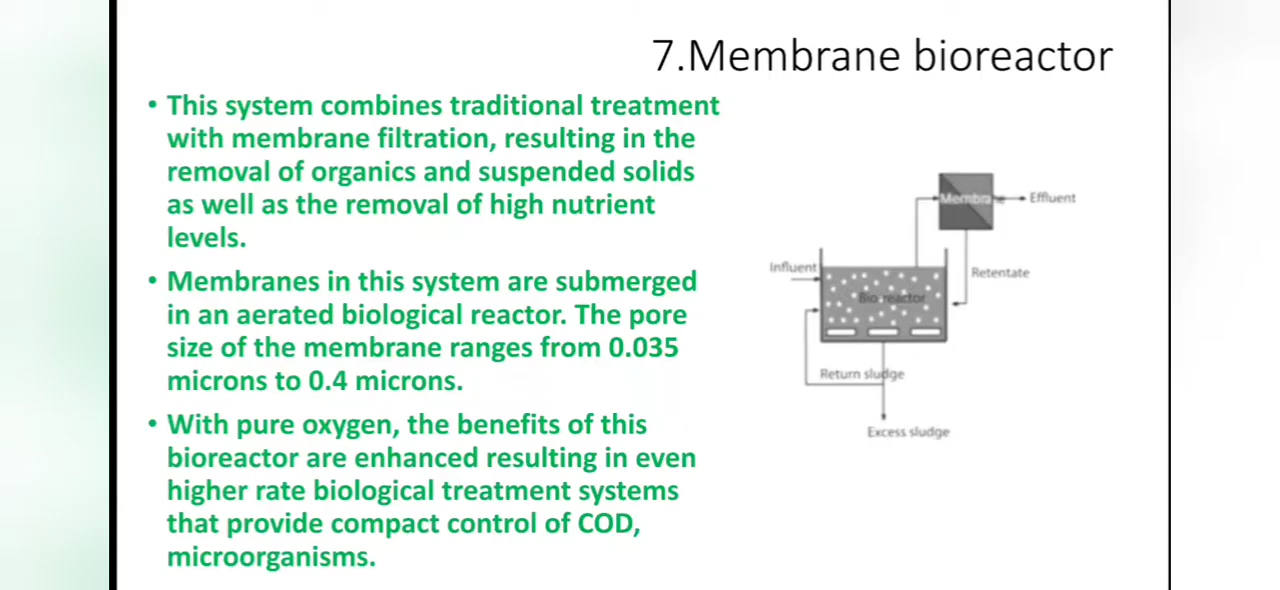 7.Membrane bioreactor
• This system combines traditional treatment
with membrane filtration, resulting in the
removal of organics and suspended solids
as well as the removal of high nutrient
levels.
• Membranes in this system are submerged
in an aerated biological reactor. The pore
size of the membrane ranges from 0.035
microns to 0.4 microns.
• With pure oxygen, the benefits of this
bioreactor are enhanced resulting in even
higher rate biological treatment systems
that provide compact control of COD,
microorganisms.
Membrane
Effluent
Influent
Retentate
Bio reactor
Return sludge
Excess sludge